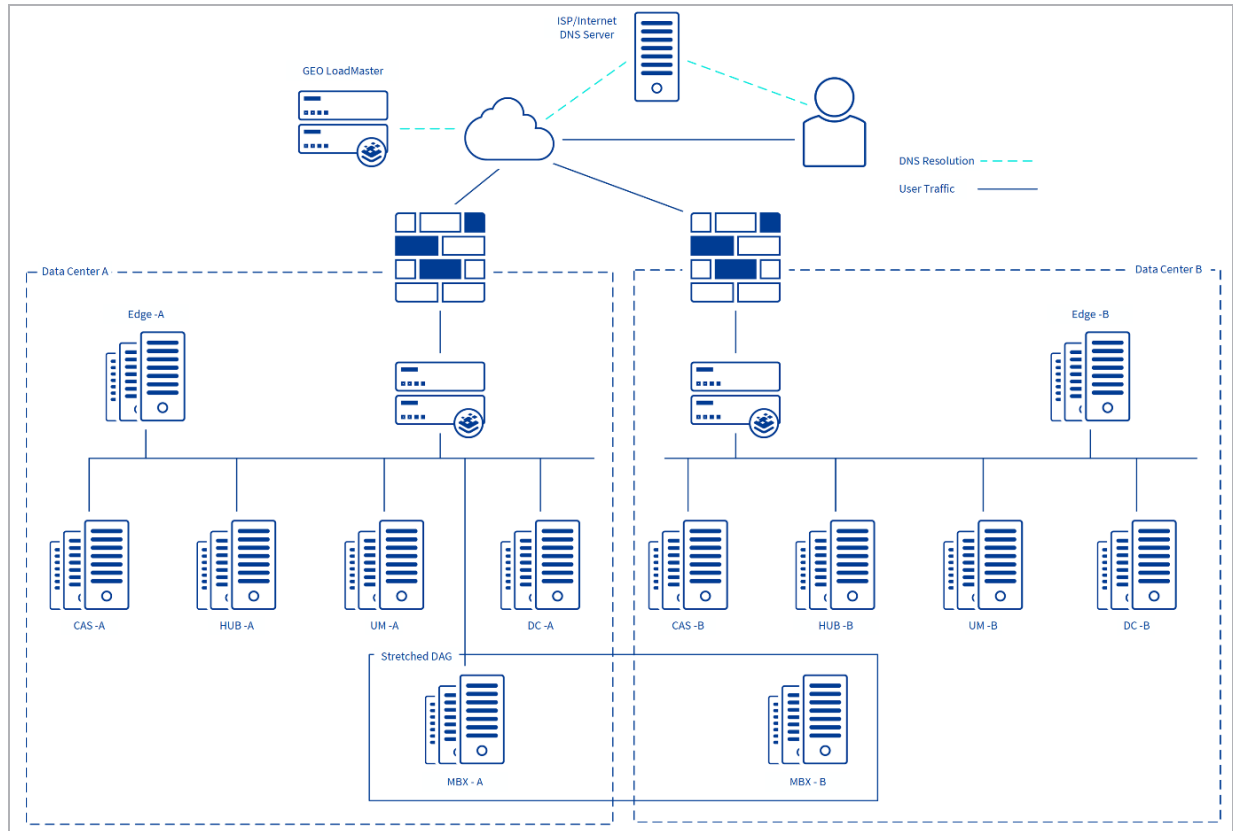 ISP/Internet
DNS Server
GEO LoadMaster
DNS Resolution
User Traffic
Data Center A
Data Center B
Edge -A
Edge -B
CAS -A
HUB -A
UM -A
DC -A
CAS -B
HUB -B
UM -B
DC -B
Stretched DAG
MBX - A
MBX - B